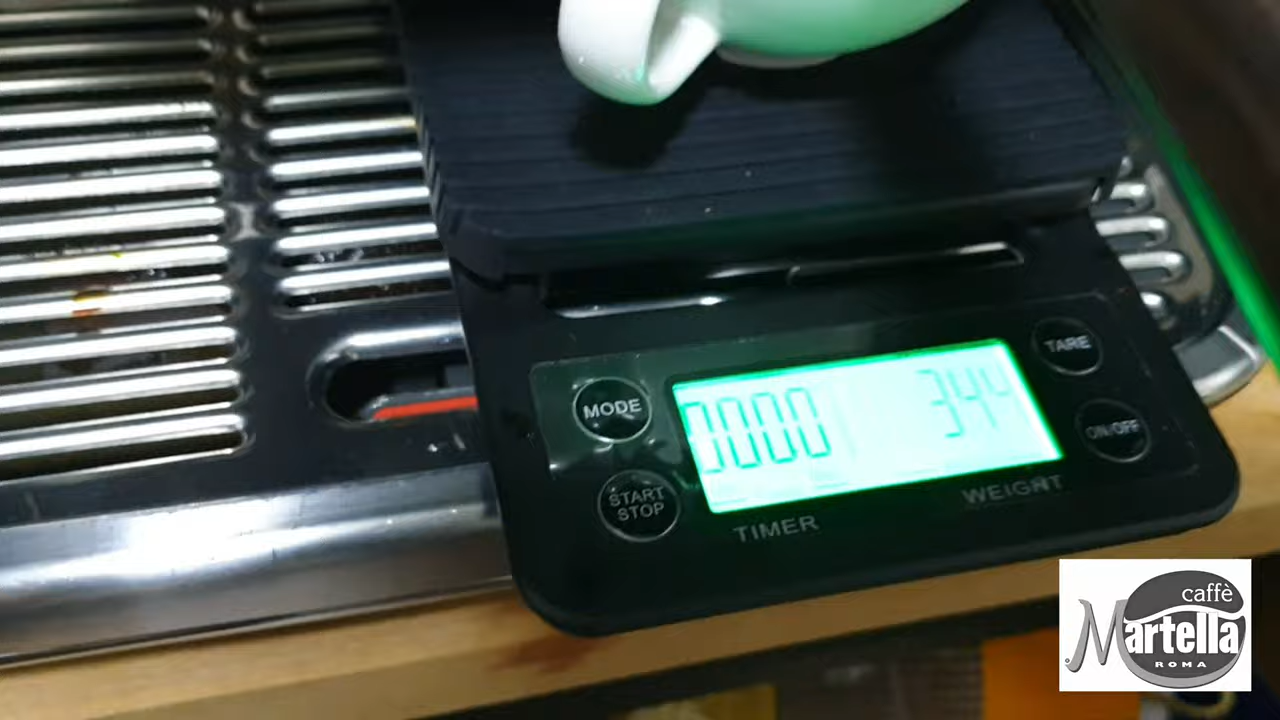 MODE
START
STOP
0000
344
TARE
ON/OFF
TIMER
WEIGHT
caffè
Martella
ROMA